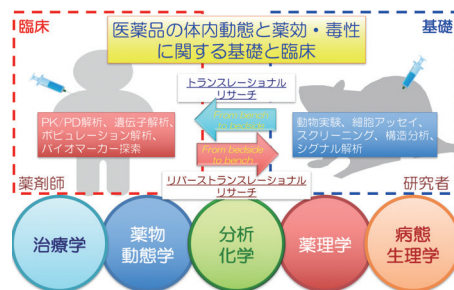 臨床
医薬品の体内動態と薬効・毒性
に関する基礎と臨床
基礎
トランスレーショナル
リサーチ
From bench
to bedside
PK/PD解析、遺伝子解析、
ポピュレーション解析、
バイオマーカー探索
動物実験、細胞アッセイ、
スクリーニング、構造分析、
シグナル解析
From bedside
to bench
薬剤師
リバーストランスレーショナル
リサーチ
研究者
治療学
薬物
動態学
分析
化学
薬理学
病態
生理学